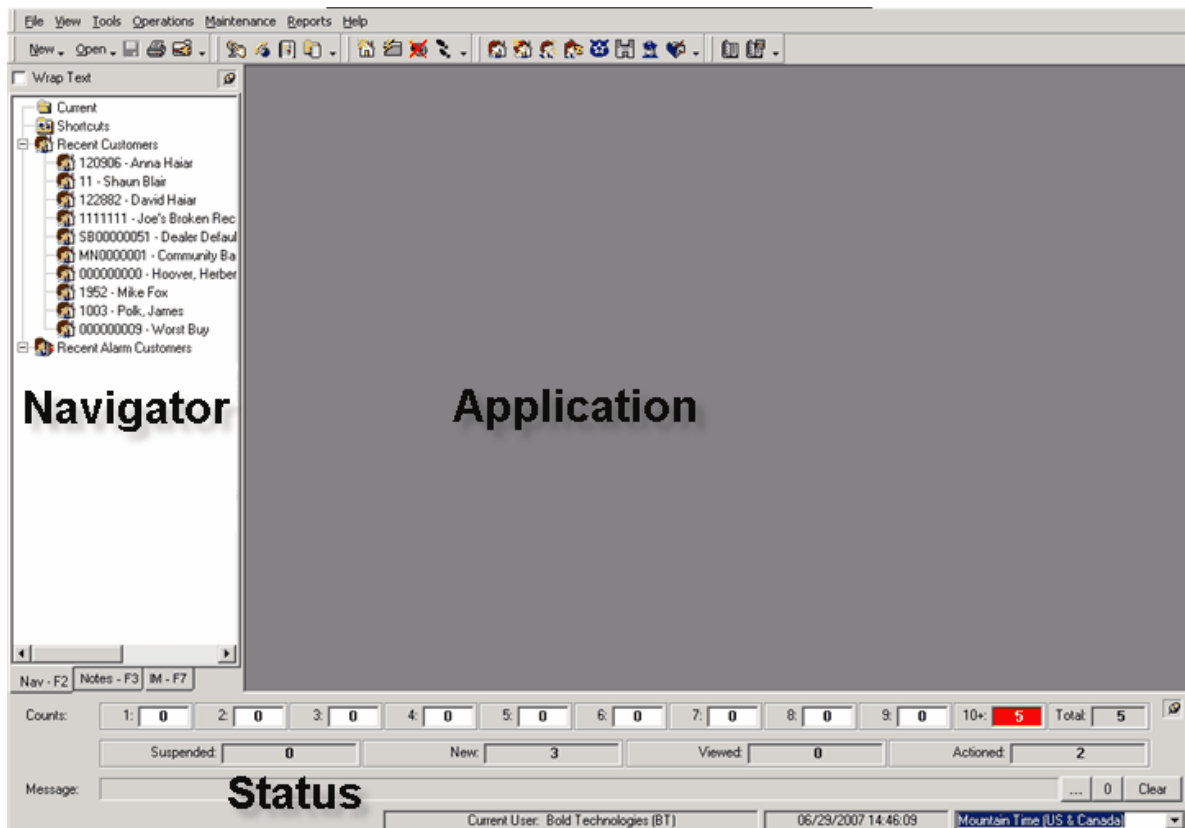 File View Tools Operations Maintenance Reports Help
New Open
Wrap Text
Current
Shortcuts
Recent Customers
120906 - Anna Haiar
11 - Shaun Blair
122882 - David Haiar
1111111 - Joe's Broken Rec
SB00000051 - Dealer Defaul
MN0000001 - Community Ba
000000000 - Hoover, Herber
1952 - Mike Fox
1003 - Polk, James
000000009 - Worst Buy
Recent Alarm Customers
Navigator
Application
Nav - F2 Notes - F3 IM - F7
Counts: 1: 0 2: 0 3: 0 4: 0 5: 0 6: 0 7: 0 8: 0 9: 0 10+: 5 Total: 5
Suspended: 0 New: 3 Viewed: 0 Actioned: 2
Message: ... 0 Clear
Status
Current User: Bold Technologies (BT) 06/29/2007 14:46:09 Mountain Time (US & Canada)